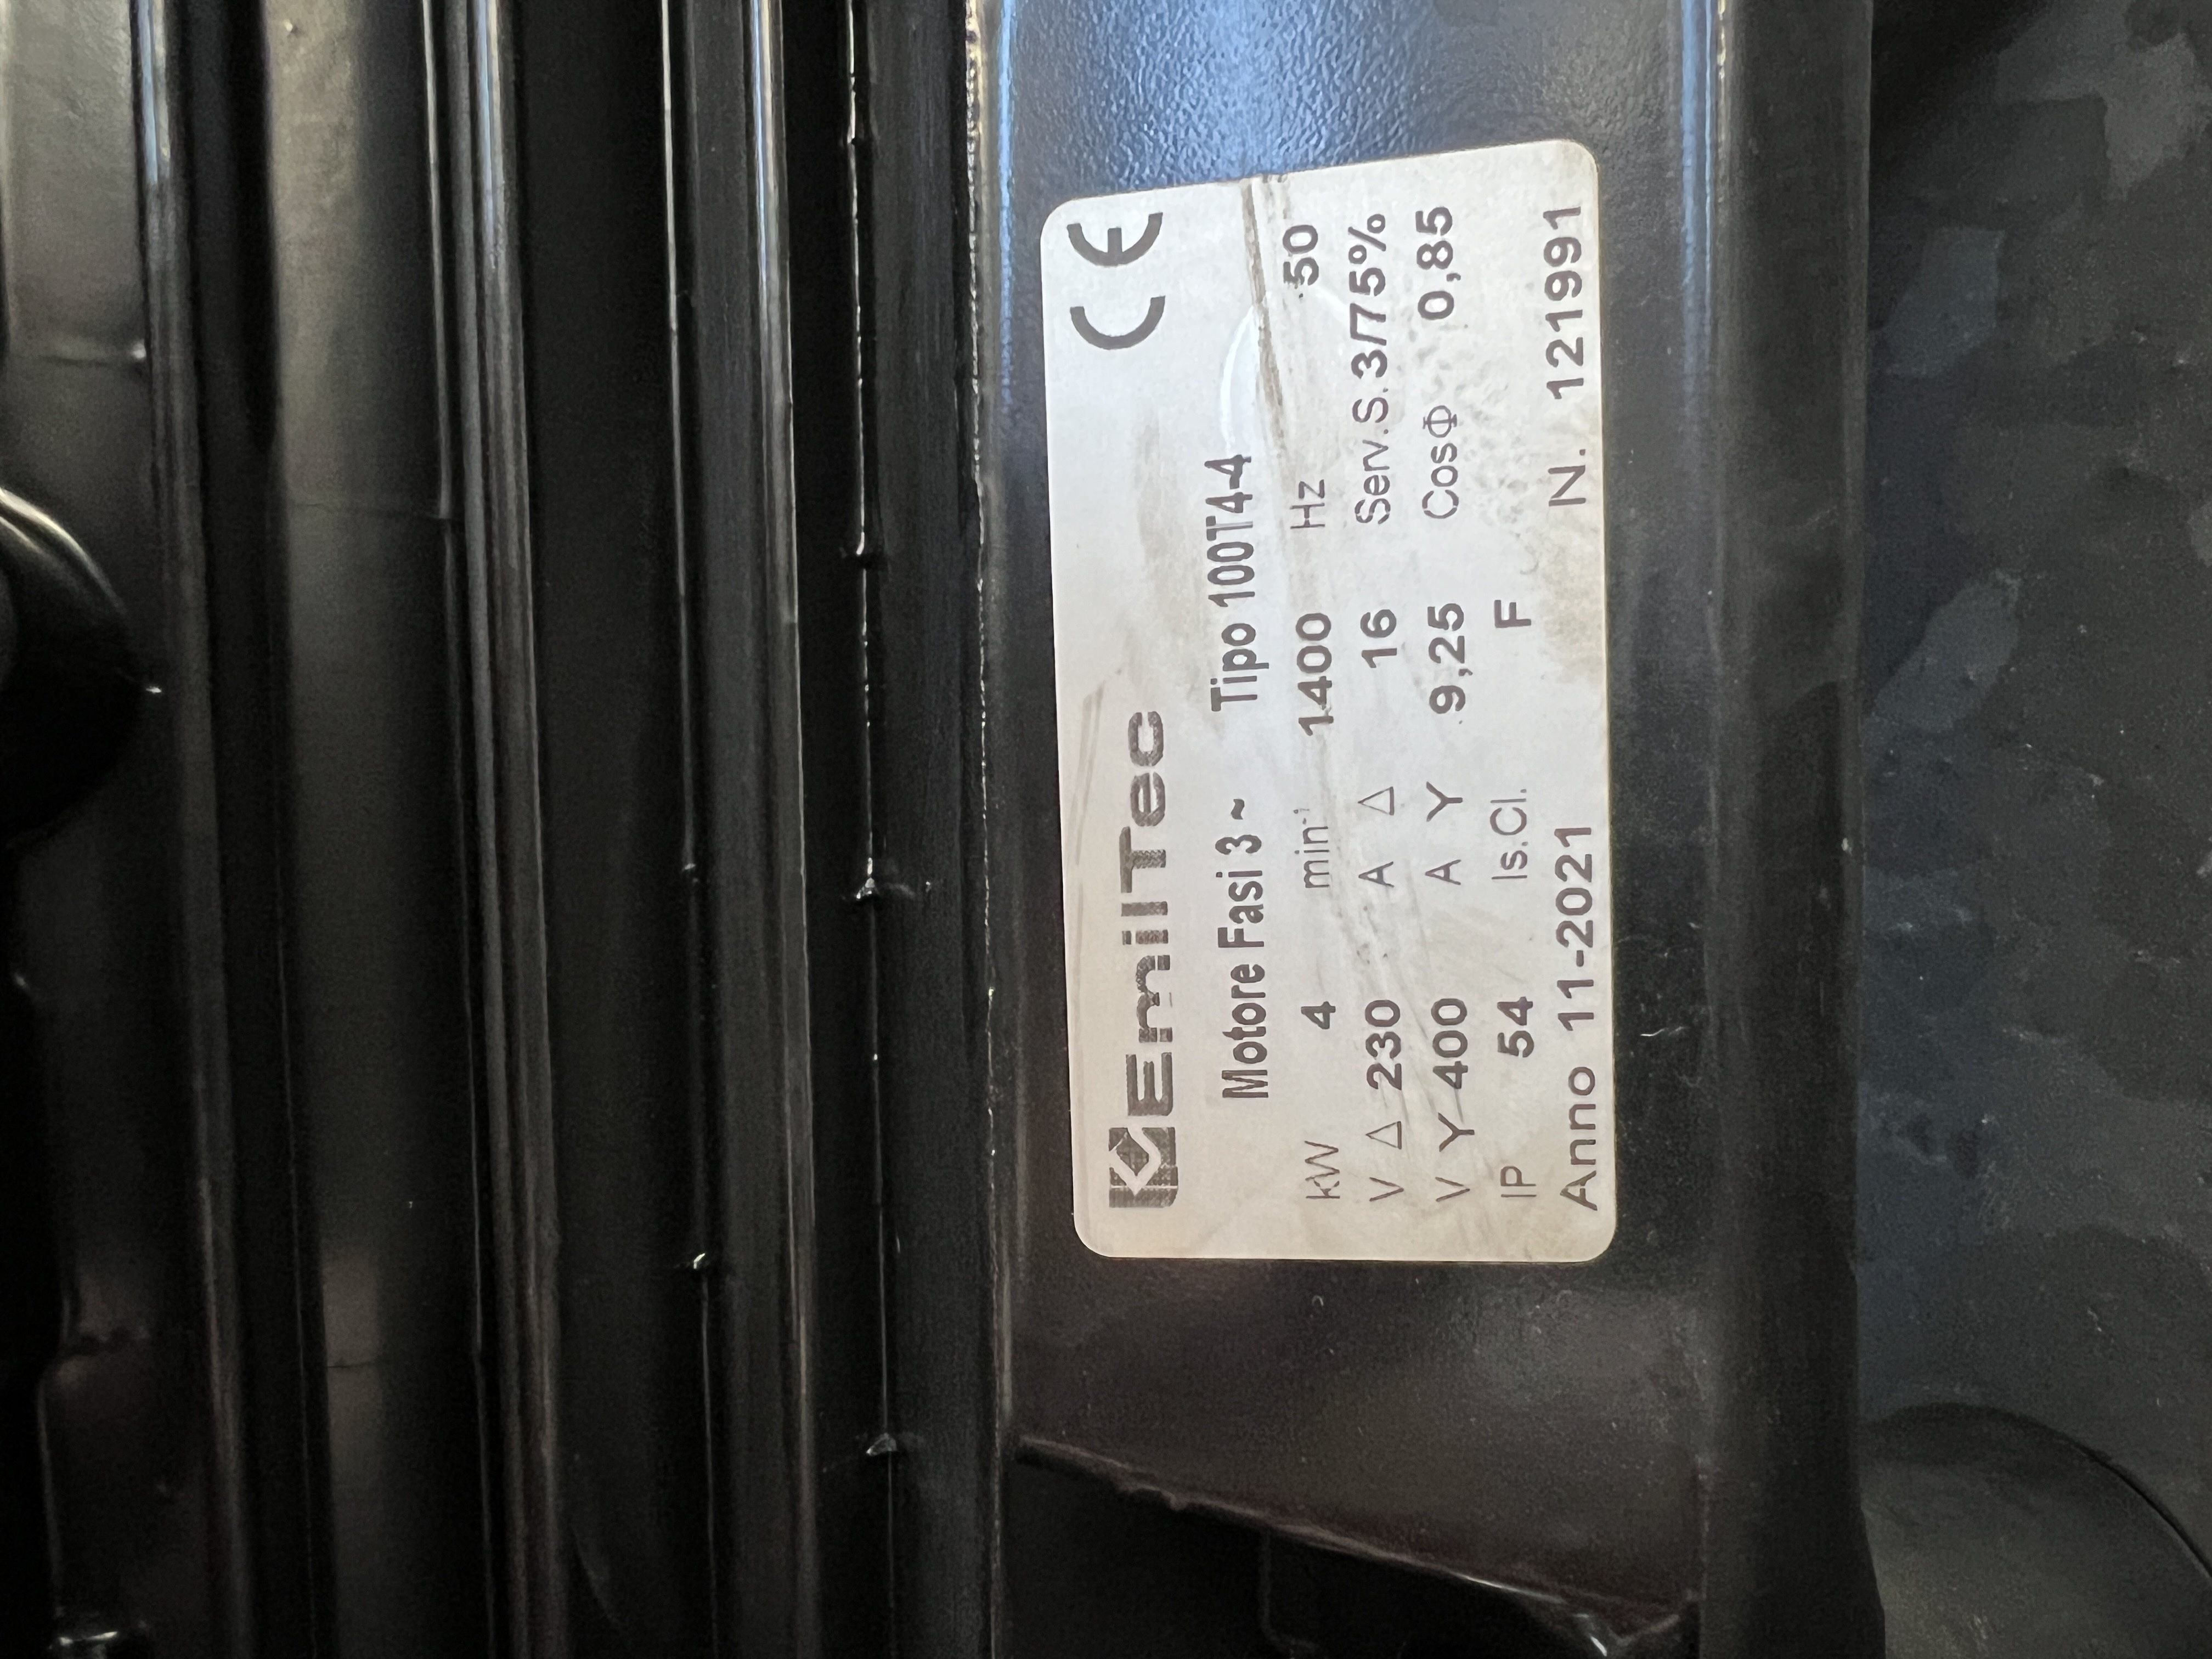 EmilTec CE
Motore Fasi 3 ~ Tipo 100T4-4
kW 4 min⁻¹ 1400 Hz 50
V Δ 230 A Δ 16 Serv.S.3/75%
V Y 400 A Y 9,25 CosΦ 0,85
IP 54 Is.Cl. F
Anno 11-2021 N. 121991